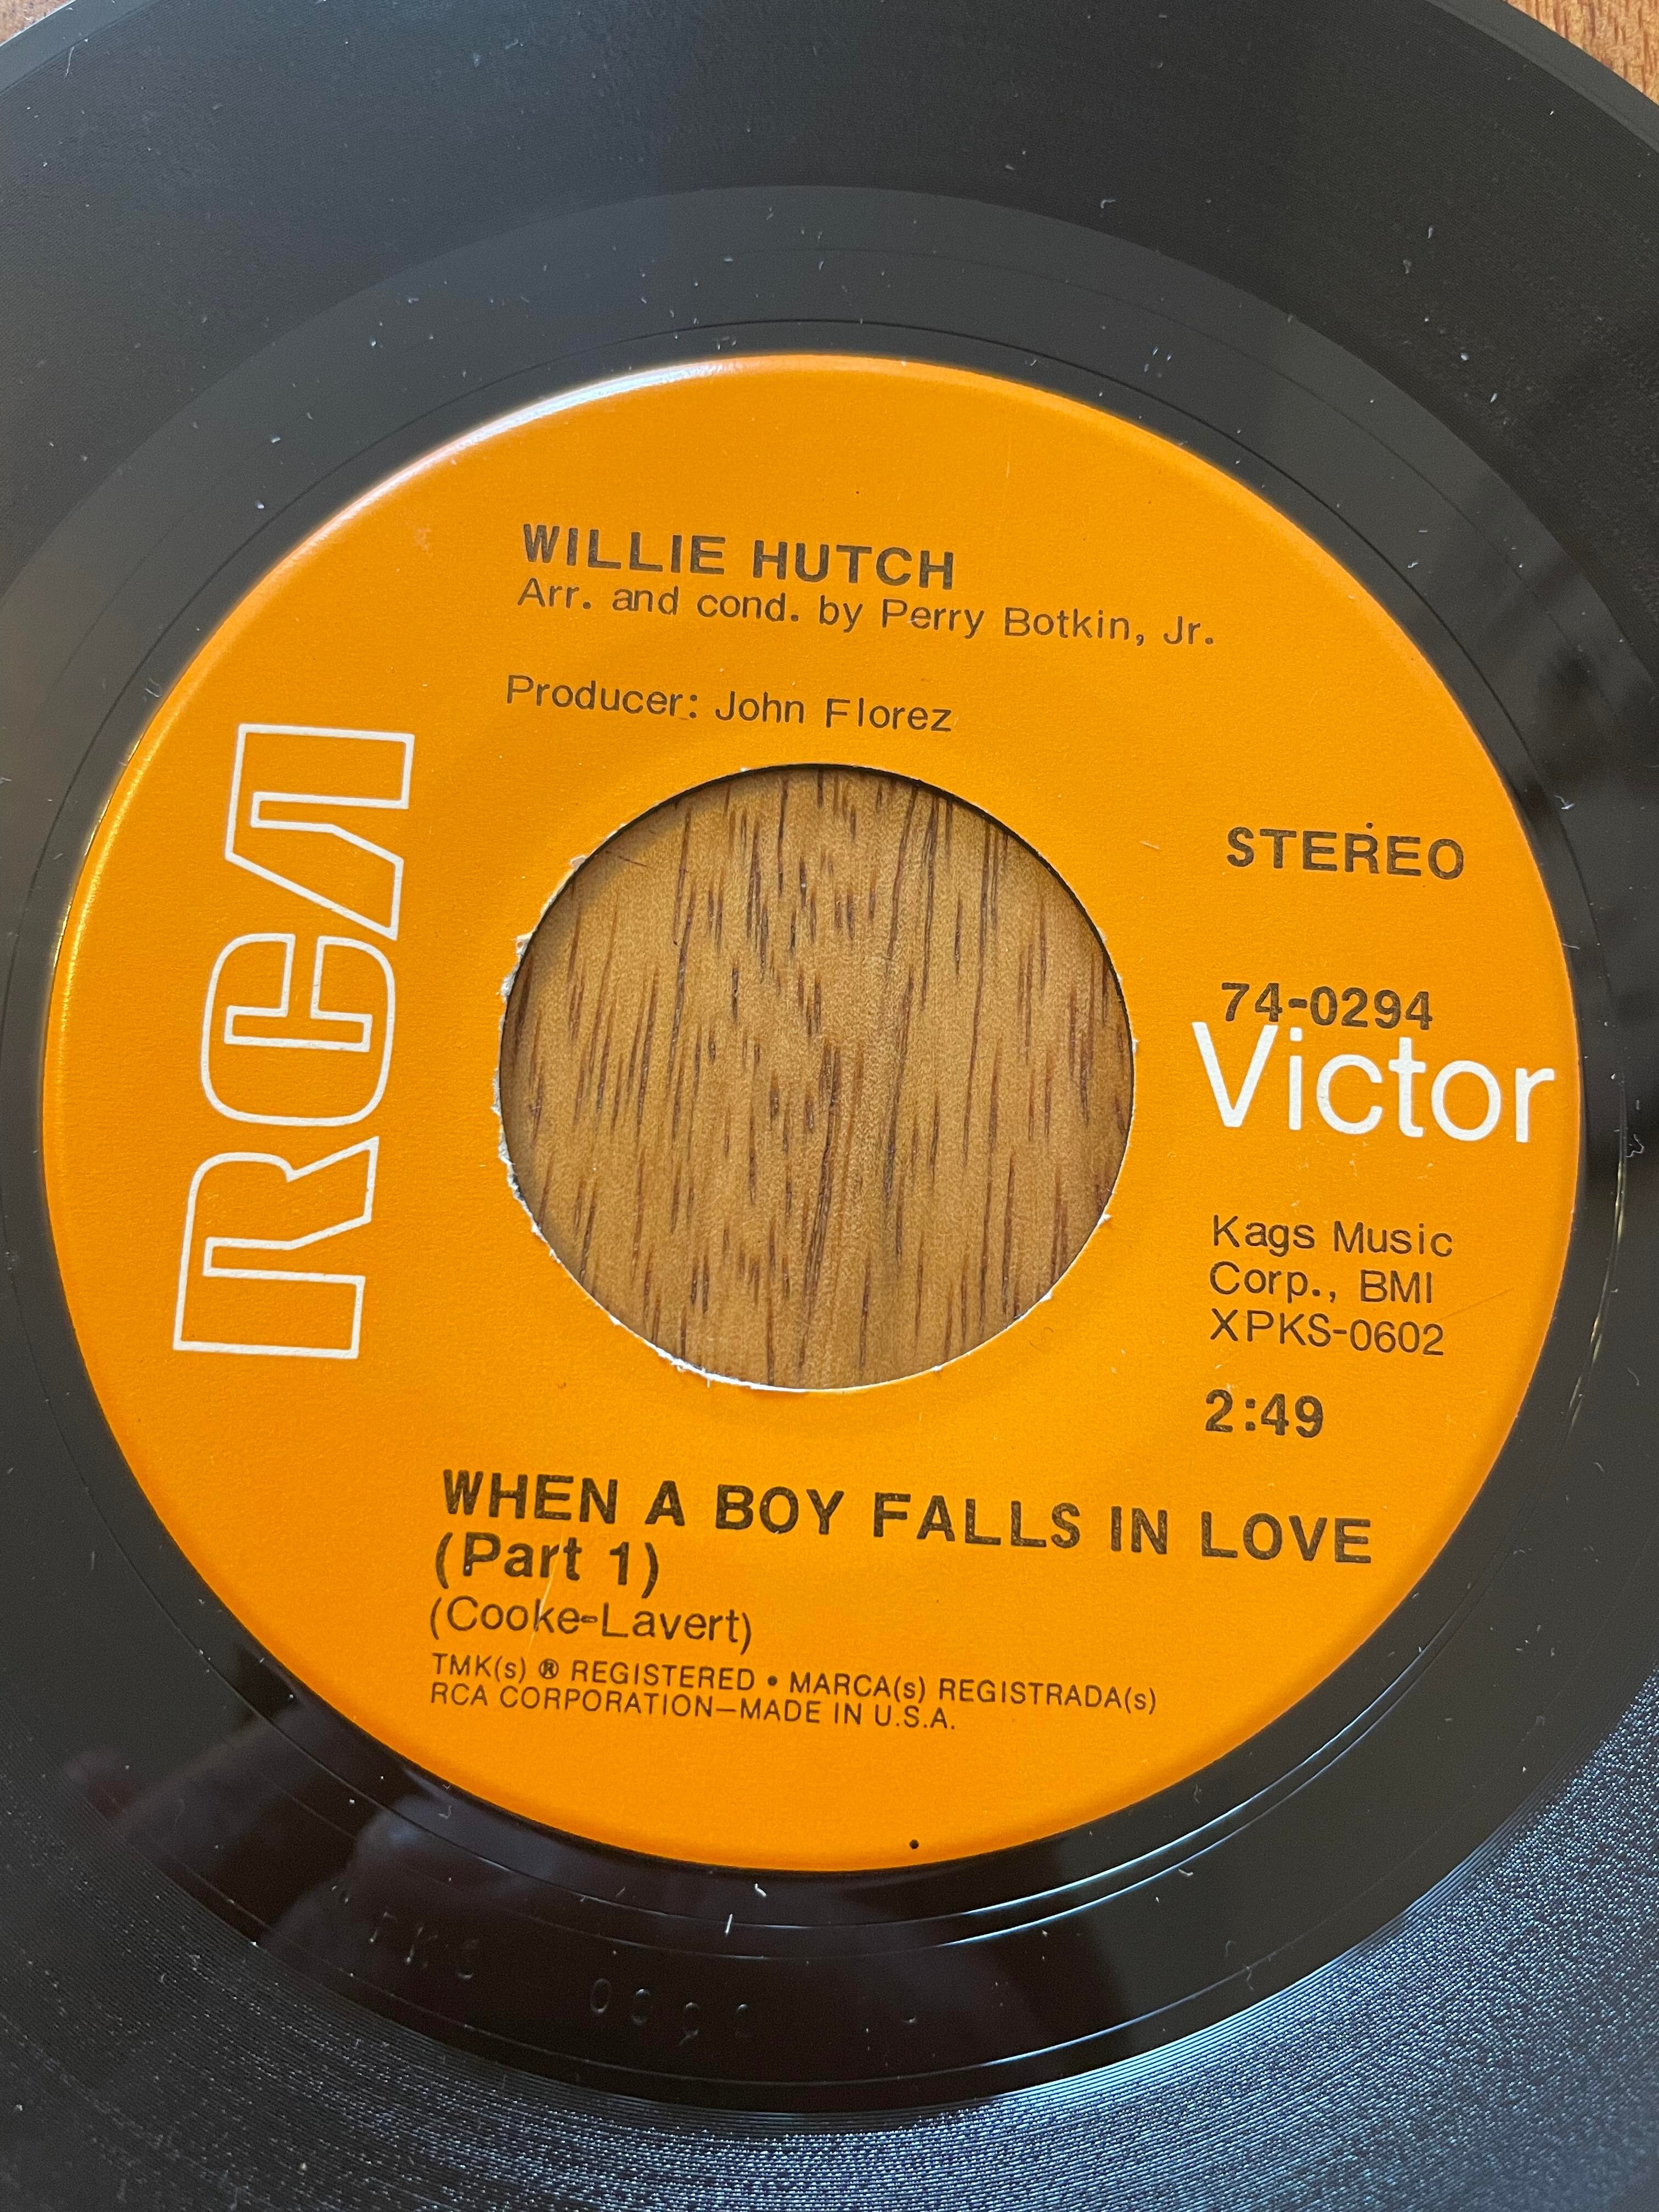 WILLIE HUTCH
Arr. and cond. by Perry Botkin, Jr.
Producer: John Florez
RCA
STEREO
74-0294
Victor
Kags Music
Corp., BMI
XPKS-0602
2:49
WHEN A BOY FALLS IN LOVE
(Part 1)
(Cooke-Lavert)
TMK(s) ® REGISTERED • MARCA(s) REGISTRADA(s)
RCA CORPORATION—MADE IN U.S.A.